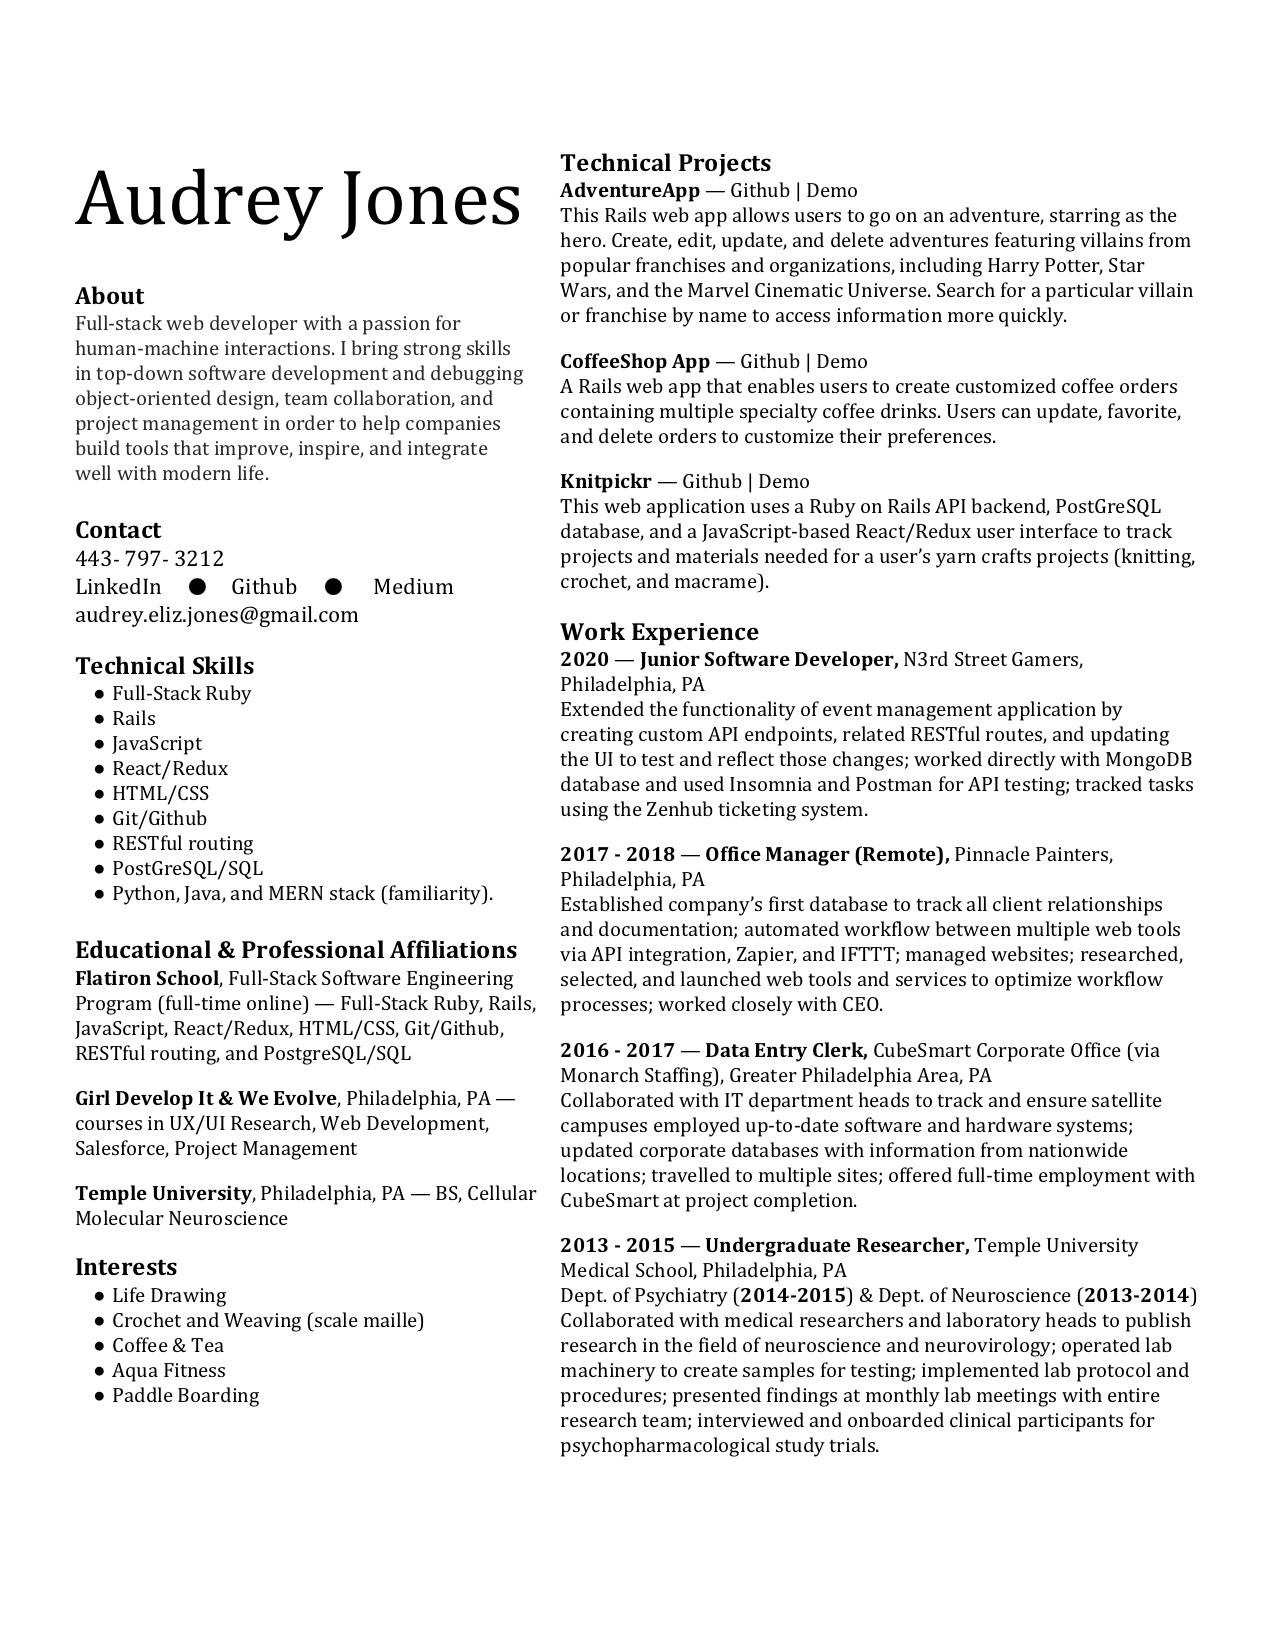 Audrey Jones
About
Full-stack web developer with a passion for
human-machine interactions. I bring strong skills
in top-down software development and debugging
object-oriented design, team collaboration, and
project management in order to help companies
build tools that improve, inspire, and integrate
well with modern life.
Contact
443- 797- 3212
LinkedIn ● Github ● Medium
audrey.eliz.jones@gmail.com
Technical Skills
● Full-Stack Ruby
● Rails
● JavaScript
● React/Redux
● HTML/CSS
● Git/Github
● RESTful routing
● PostGreSQL/SQL
● Python, Java, and MERN stack (familiarity).
Educational & Professional Affiliations
Flatiron School, Full-Stack Software Engineering
Program (full-time online) — Full-Stack Ruby, Rails,
JavaScript, React/Redux, HTML/CSS, Git/Github,
RESTful routing, and PostgreSQL/SQL
Girl Develop It & We Evolve, Philadelphia, PA —
courses in UX/UI Research, Web Development,
Salesforce, Project Management
Temple University, Philadelphia, PA — BS, Cellular
Molecular Neuroscience
Interests
● Life Drawing
● Crochet and Weaving (scale maille)
● Coffee & Tea
● Aqua Fitness
● Paddle Boarding
Technical Projects
AdventureApp — Github | Demo
This Rails web app allows users to go on an adventure, starring as the
hero. Create, edit, update, and delete adventures featuring villains from
popular franchises and organizations, including Harry Potter, Star
Wars, and the Marvel Cinematic Universe. Search for a particular villain
or franchise by name to access information more quickly.
CoffeeShop App — Github | Demo
A Rails web app that enables users to create customized coffee orders
containing multiple specialty coffee drinks. Users can update, favorite,
and delete orders to customize their preferences.
Knitpickr — Github | Demo
This web application uses a Ruby on Rails API backend, PostGreSQL
database, and a JavaScript-based React/Redux user interface to track
projects and materials needed for a user’s yarn crafts projects (knitting,
crochet, and macrame).
Work Experience
2020 — Junior Software Developer, N3rd Street Gamers,
Philadelphia, PA
Extended the functionality of event management application by
creating custom API endpoints, related RESTful routes, and updating
the UI to test and reflect those changes; worked directly with MongoDB
database and used Insomnia and Postman for API testing; tracked tasks
using the Zenhub ticketing system.
2017 - 2018 — Office Manager (Remote), Pinnacle Painters,
Philadelphia, PA
Established company’s first database to track all client relationships
and documentation; automated workflow between multiple web tools
via API integration, Zapier, and IFTTT; managed websites; researched,
selected, and launched web tools and services to optimize workflow
processes; worked closely with CEO.
2016 - 2017 — Data Entry Clerk, CubeSmart Corporate Office (via
Monarch Staffing), Greater Philadelphia Area, PA
Collaborated with IT department heads to track and ensure satellite
campuses employed up-to-date software and hardware systems;
updated corporate databases with information from nationwide
locations; travelled to multiple sites; offered full-time employment with
CubeSmart at project completion.
2013 - 2015 — Undergraduate Researcher, Temple University
Medical School, Philadelphia, PA
Dept. of Psychiatry (2014-2015) & Dept. of Neuroscience (2013-2014)
Collaborated with medical researchers and laboratory heads to publish
research in the field of neuroscience and neurovirology; operated lab
machinery to create samples for testing; implemented lab protocol and
procedures; presented findings at monthly lab meetings with entire
research team; interviewed and onboarded clinical participants for
psychopharmacological study trials.